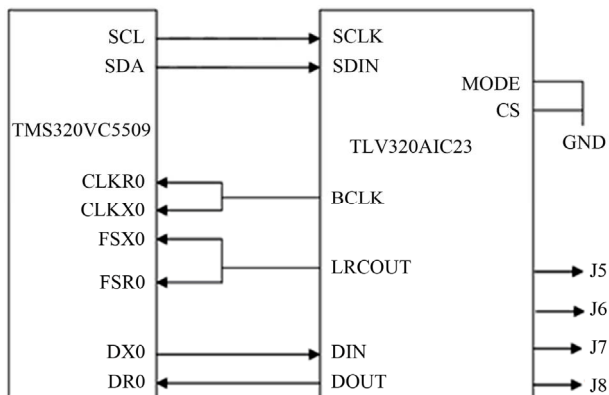 SCL SCLK
SDA SDIN
MODE
CS
TMS320VC5509 TLV320AIC23 GND
CLKR0
CLKX0 BCLK
FSX0
LRCOUT J5
FSR0
J6
DX0 DIN J7
DR0 DOUT J8